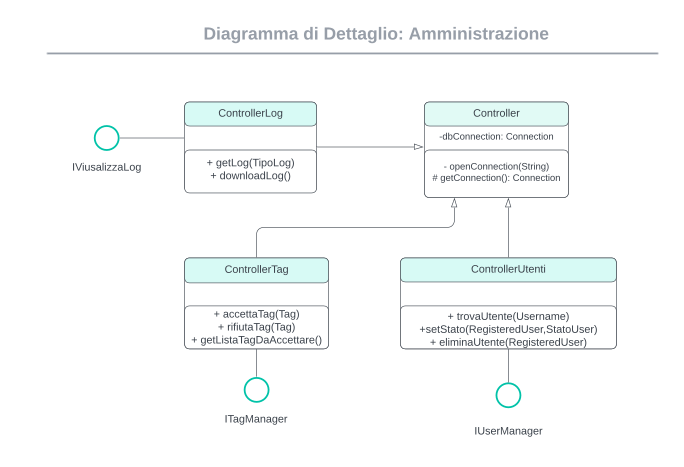 Diagramma di Dettaglio: Amministrazione
ControllerLog
+ getLog(TipoLog)
+ downloadLog()
IViusalizzaLog
Controller
-dbConnection: Connection
- openConnection(String)
# getConnection(): Connection
ControllerTag
+ accettaTag(Tag)
+ rifiutaTag(Tag)
+ getListaTagDaAccettare()
ITagManager
ControllerUtenti
+ trovaUtente(Username)
+setStato(RegisteredUser,StatoUser)
+ eliminaUtente(RegisteredUser)
IUserManager